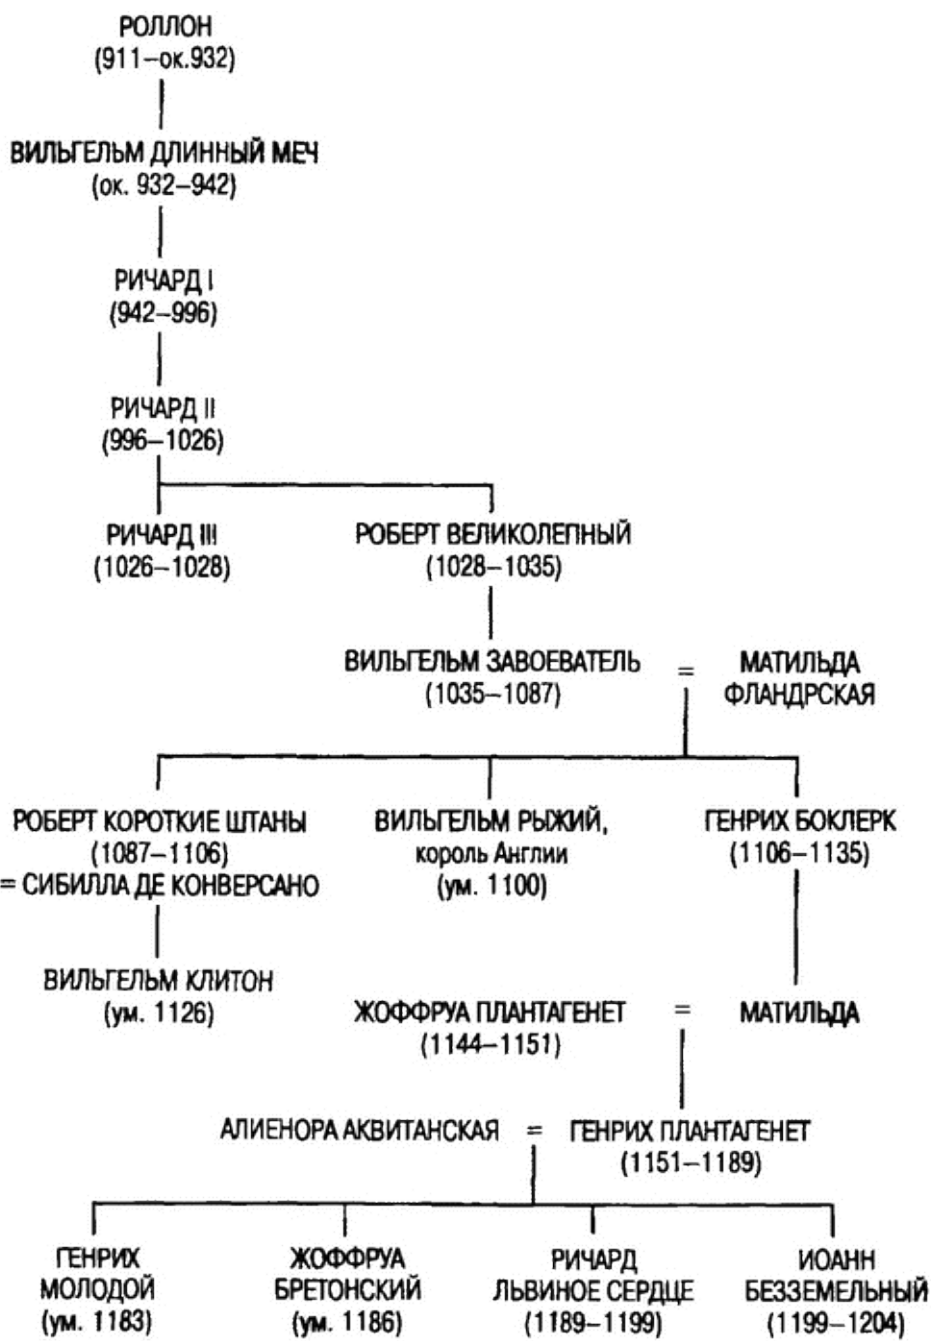 РОЛЛОН
(911–ок.932)
ВИЛЬГЕЛЬМ ДЛИННЫЙ МЕЧ
(ок. 932–942)
РИЧАРД I
(942–996)
РИЧАРД II
(996–1026)
РИЧАРД III
(1026–1028)
РОБЕРТ ВЕЛИКОЛЕПНЫЙ
(1028–1035)
ВИЛЬГЕЛЬМ ЗАВОЕВАТЕЛЬ
(1035–1087)
=
МАТИЛЬДА
ФЛАНДРСКАЯ
РОБЕРТ КОРОТКИЕ ШТАНЫ
(1087–1106)
= СИБИЛЛА ДЕ КОНВЕРСАНО
ВИЛЬГЕЛЬМ РЫЖИЙ,
король Англии
(ум. 1100)
ГЕНРИХ БОКЛЕРК
(1106–1135)
ВИЛЬГЕЛЬМ КЛИТОН
(ум. 1126)
ЖОФФРУА ПЛАНТАГЕНЕТ
(1144–1151)
=
МАТИЛЬДА
АЛИЕНОРА АКВИТАНСКАЯ = ГЕНРИХ ПЛАНТАГЕНЕТ
(1151–1189)
ГЕНРИХ
МОЛОДОЙ
(ум. 1183)
ЖОФФРУА
БРЕТОНСКИЙ
(ум. 1186)
РИЧАРД
ЛЬВИНОЕ СЕРДЦЕ
(1189–1199)
ИОАНН
БЕЗЗЕМЕЛЬНЫЙ
(1199–1204)